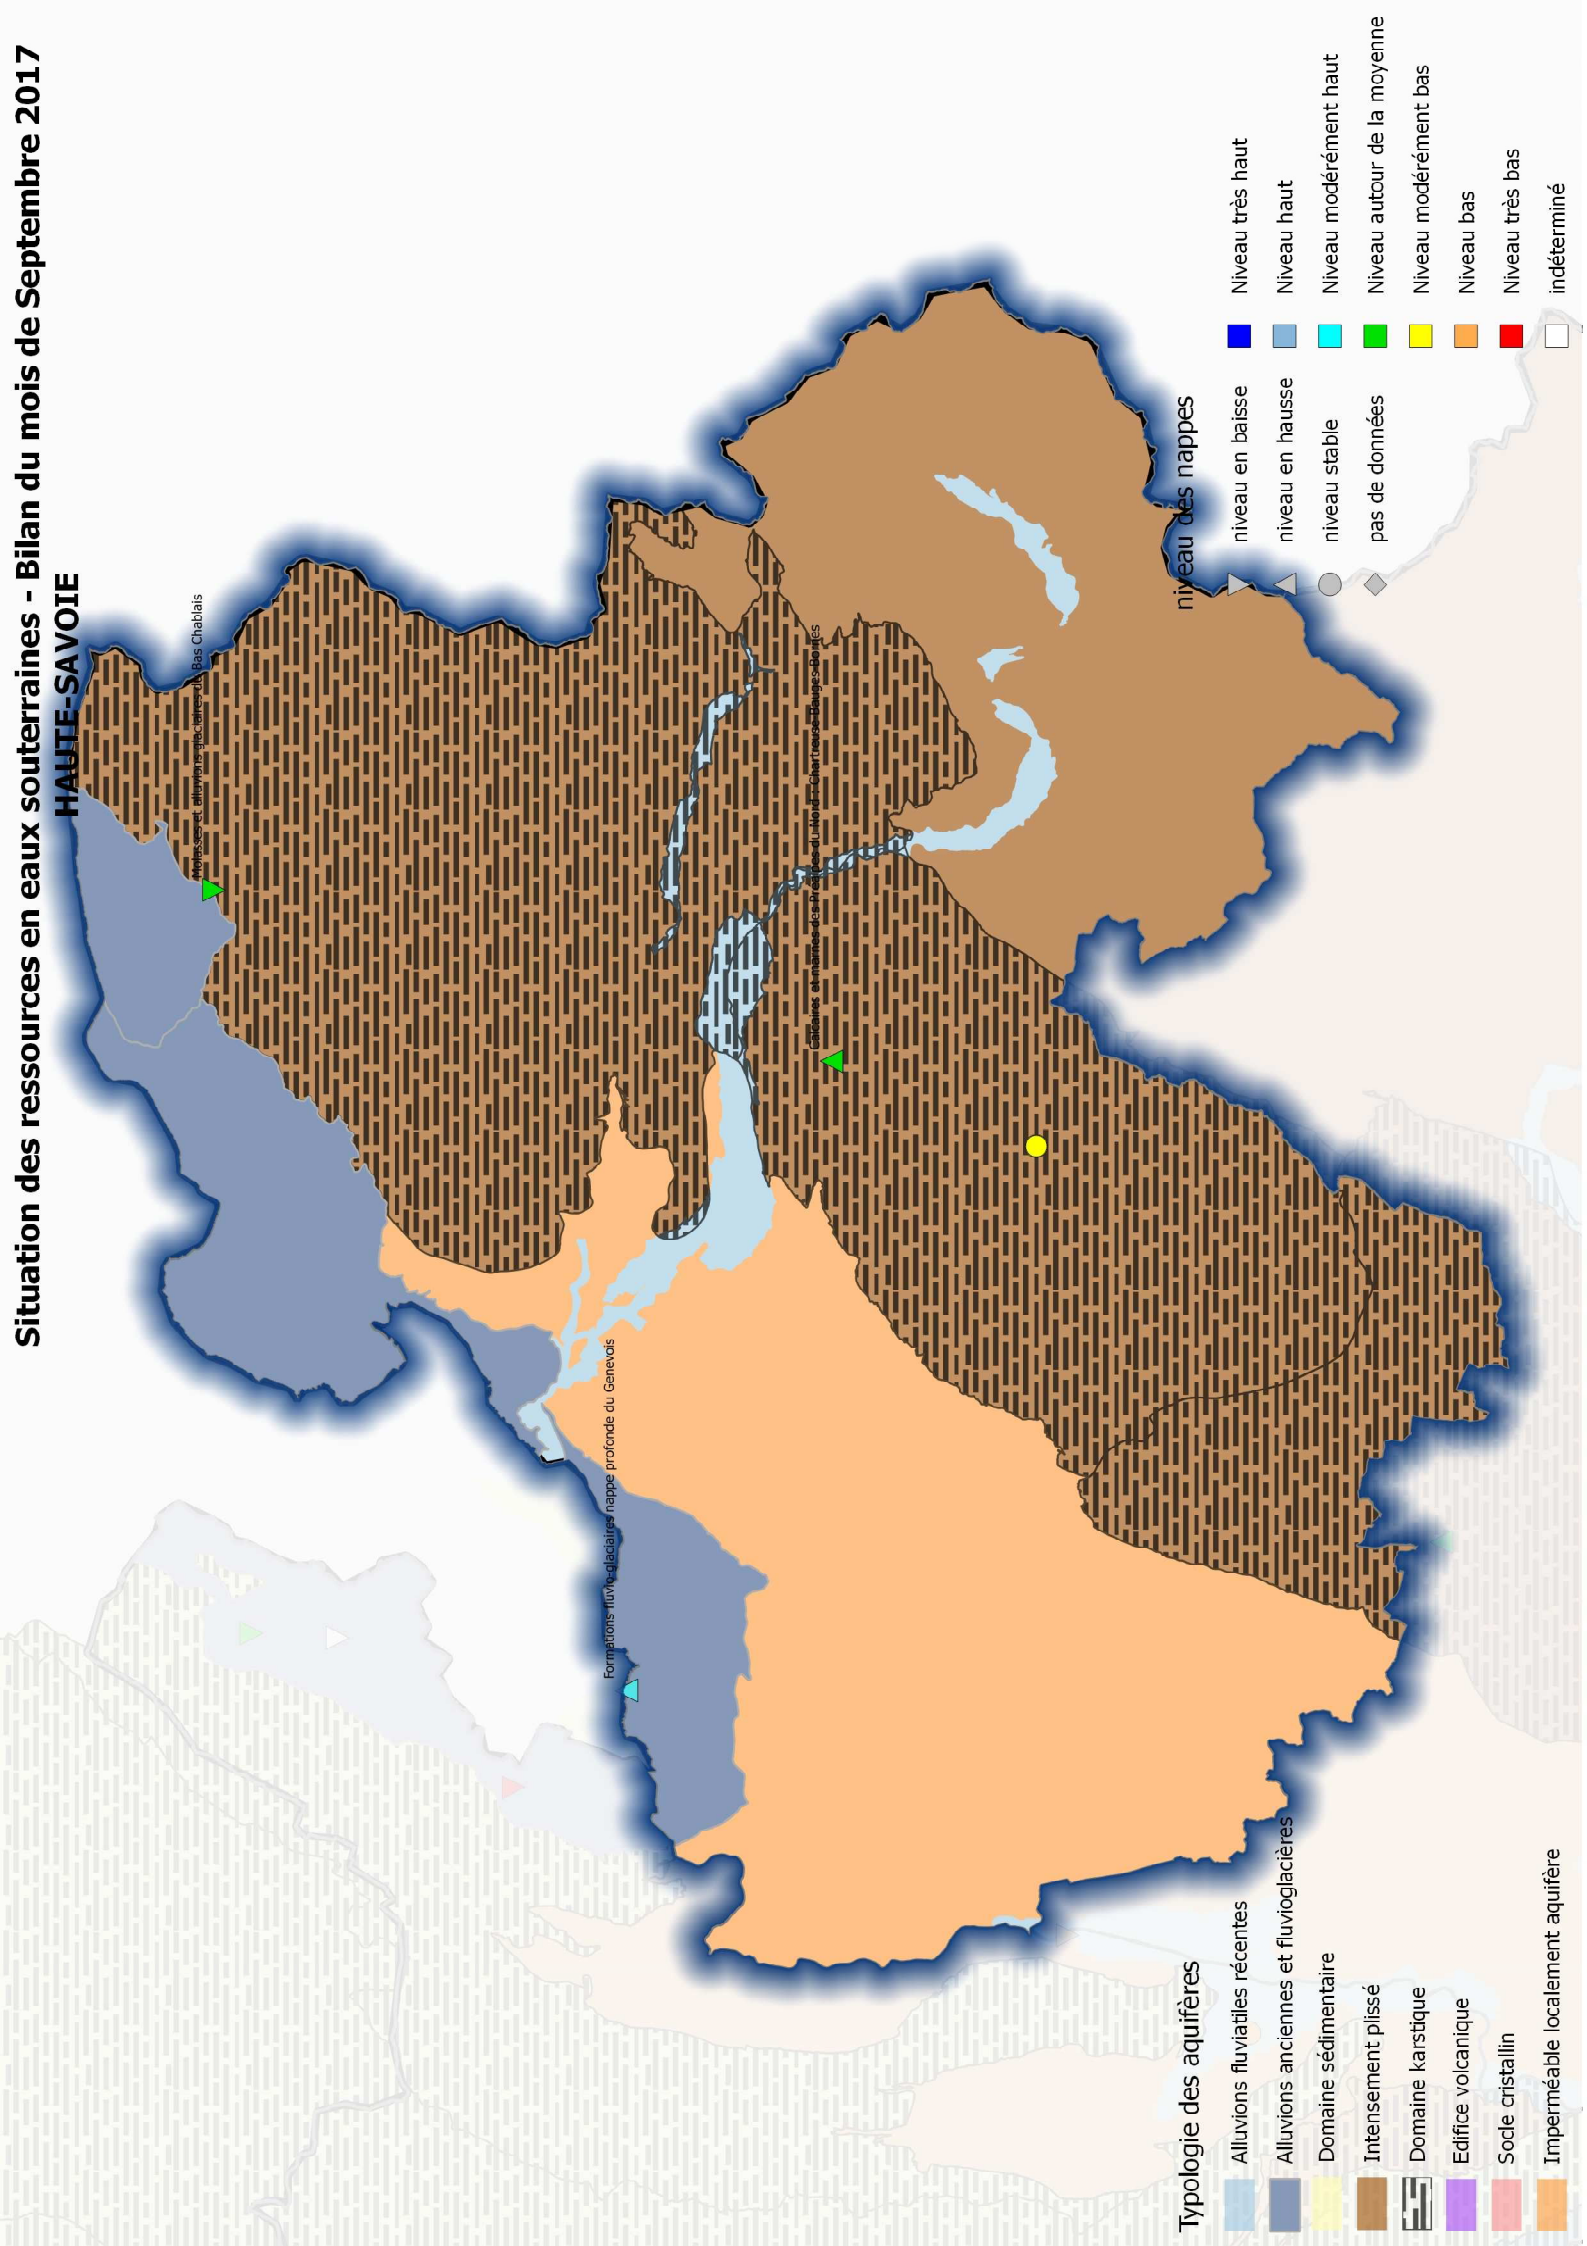 Situation des ressources en eaux souterraines - Bilan du mois de Septembre 2017
HAUTE-SAVOIE
Molasses et alluvions glaciaires de Bas Chablais
Formations fluvio-glaciaires nappe profonde du Genevois
Calcaires et marnes des Préalpes du Nord : Chartreuse-Bauges-Bornes
Typologie des aquifères
Alluvions fluviatiles récentes
Alluvions anciennes et fluvioglacières
Domaine sédimentaire
Intensement plissé
Domaine karstique
Edifice volcanique
Socle cristallin
Imperméable localement aquifère
niveau des nappes
niveau en baisse
niveau en hausse
niveau stable
pas de données
Niveau très haut
Niveau haut
Niveau modérément haut
Niveau autour de la moyenne
Niveau modérément bas
Niveau bas
Niveau très bas
indéterminé